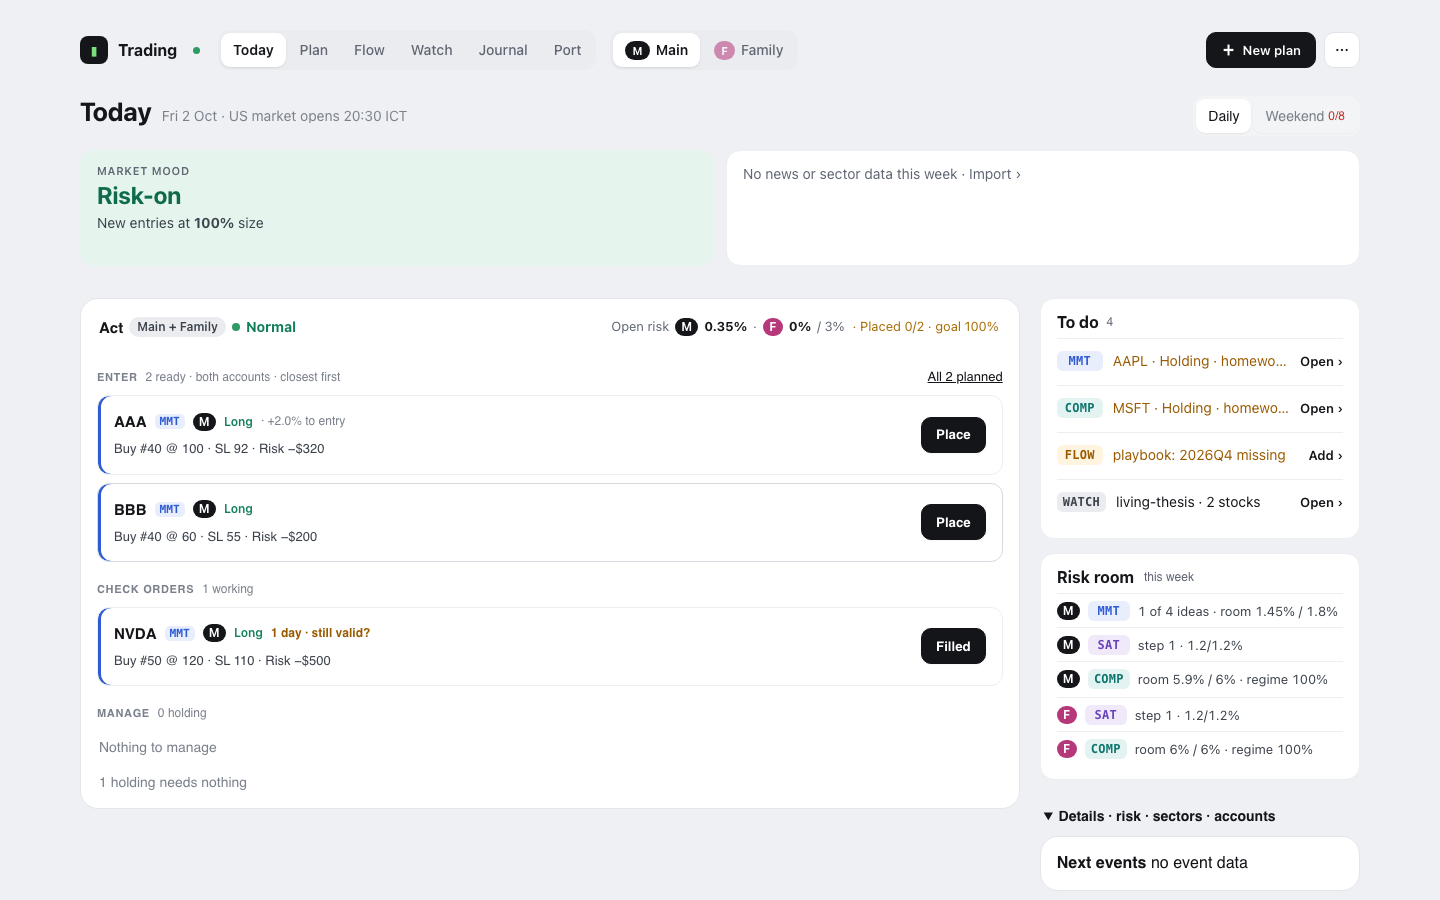 Trading
Today Plan Flow Watch Journal Port
M Main F Family
+ New plan
···
Today Fri 2 Oct · US market opens 20:30 ICT
Daily Weekend 0/8
MARKET MOOD
Risk-on
New entries at 100% size
No news or sector data this week · Import ›
Act Main + Family Normal
Open risk M 0.35% · F 0% / 3% · Placed 0/2 · goal 100%
ENTER 2 ready · both accounts · closest first
All 2 planned
AAA MMT M Long · +2.0% to entry
Buy #40 @ 100 · SL 92 · Risk −$320
Place
BBB MMT M Long
Buy #40 @ 60 · SL 55 · Risk −$200
Place
CHECK ORDERS 1 working
NVDA MMT M Long 1 day · still valid?
Buy #50 @ 120 · SL 110 · Risk −$500
Filled
MANAGE 0 holding
Nothing to manage
1 holding needs nothing
To do 4
MMT AAPL · Holding · homewo... Open ›
COMP MSFT · Holding · homewo... Open ›
FLOW playbook: 2026Q4 missing Add ›
WATCH living-thesis · 2 stocks Open ›
Risk room this week
M MMT 1 of 4 ideas · room 1.45% / 1.8%
M SAT step 1 · 1.2/1.2%
M COMP room 5.9% / 6% · regime 100%
F SAT step 1 · 1.2/1.2%
F COMP room 6% / 6% · regime 100%
▼ Details · risk · sectors · accounts
Next events no event data